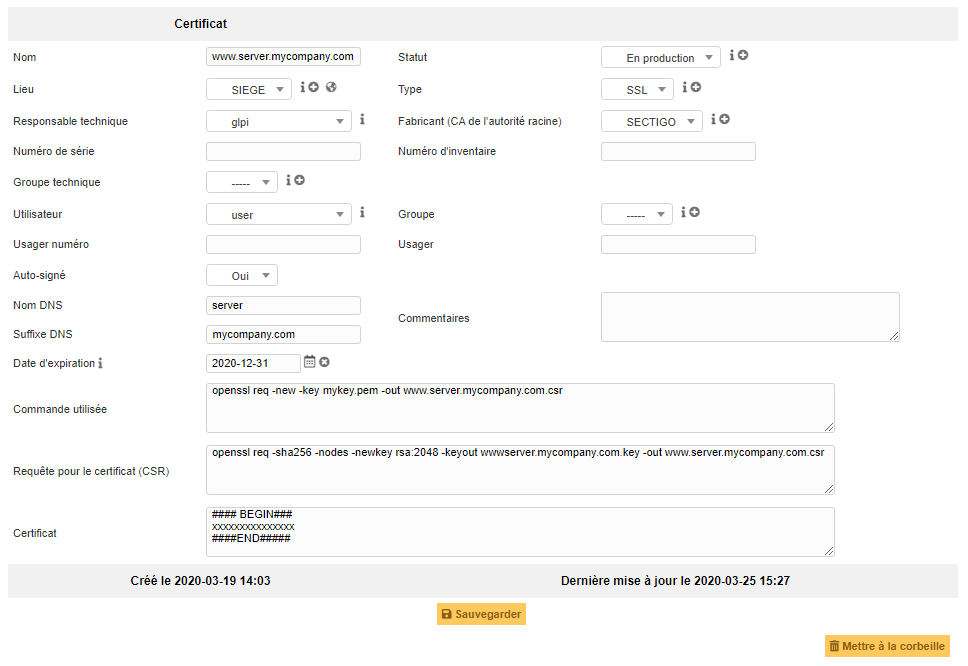 Certificat
Nom www.server.mycompany.com Statut En production
Lieu SIEGE Type SSL
Responsable technique glpi Fabricant (CA de l'autorité racine) SECTIGO
Numéro de série Numéro d'inventaire
Groupe technique -----
Utilisateur user Groupe -----
Usager numéro Usager
Auto-signé Oui
Nom DNS server
Commentaires
Suffixe DNS mycompany.com
Date d'expiration 2020-12-31
Commande utilisée openssl req -new -key mykey.pem -out www.server.mycompany.com.csr
Requête pour le certificat (CSR) openssl req -sha256 -nodes -newkey rsa:2048 -keyout wwwserver.mycompany.com.key -out www.server.mycompany.com.csr
Certificat
#### BEGIN###
xxxxxxxxxxxxxxx
####END#####
Créé le 2020-03-19 14:03 Dernière mise à jour le 2020-03-25 15:27
Sauvegarder
Mettre à la corbeille